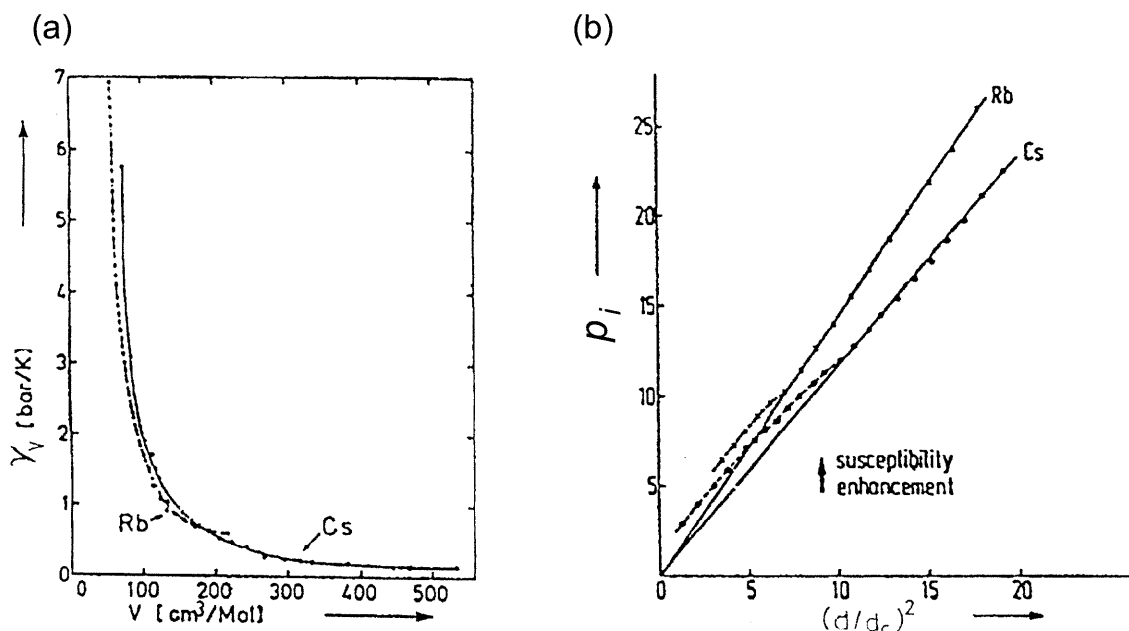 (a)
7
6
5
4
3
2
1
0
γV [bar/K]
Rb
Cs
0 100 200 300 400 500
V [cm³/Mol]
(b)
25
20
15
10
5
0
pi
Rb
Cs
susceptibility
enhancement
5 10 15 20
(d/dc)²